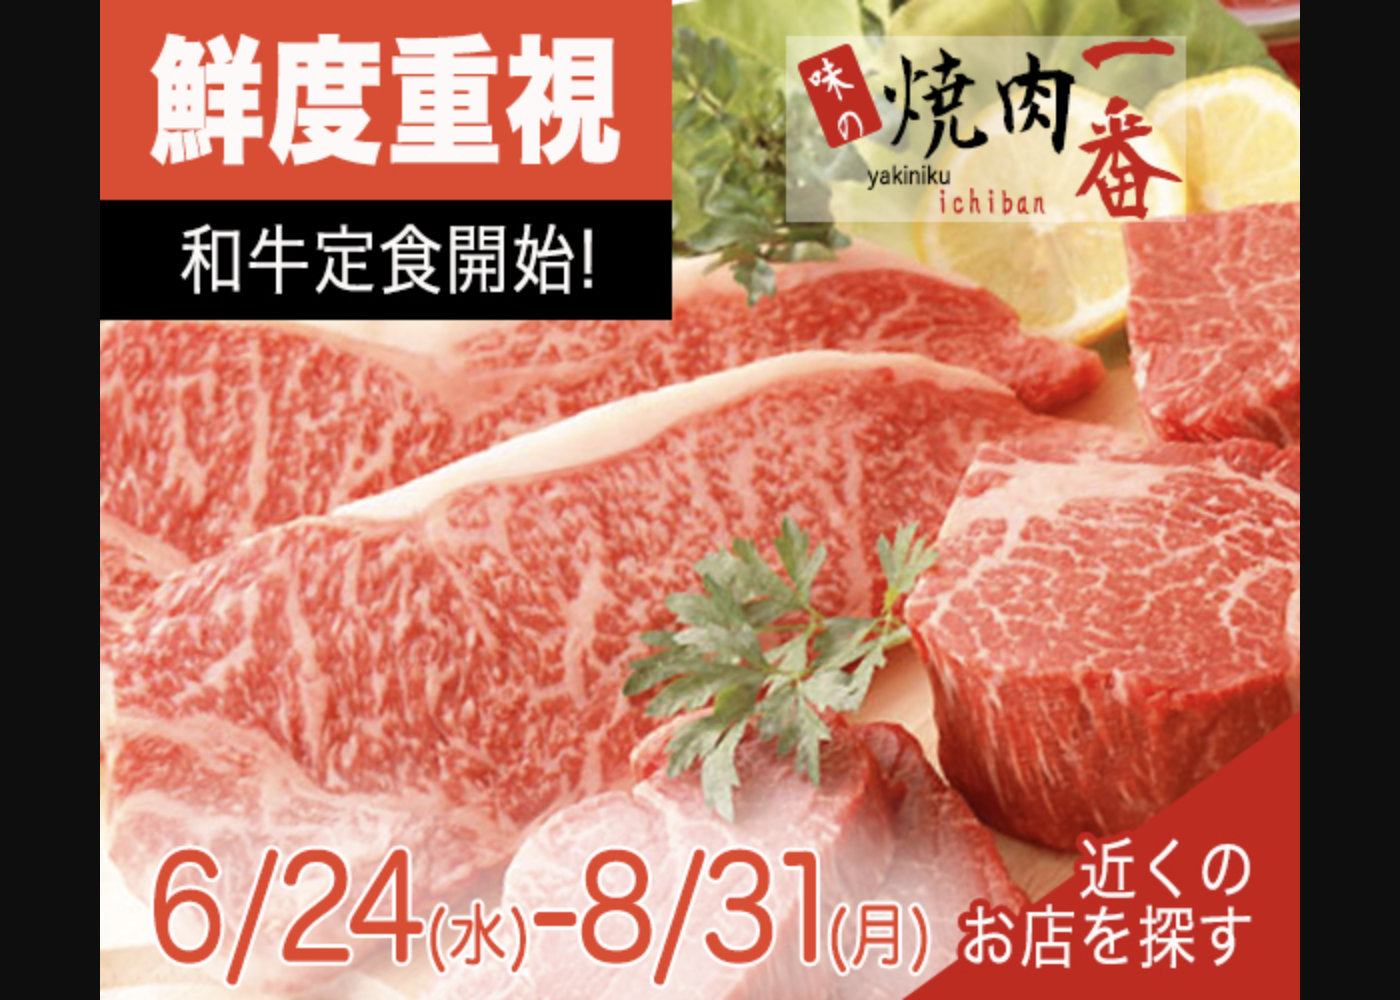 鮮度重視
和牛定食開始!
味の
焼肉
一番
yakiniku
ichiban
6/24(水)-8/31(月)
近くの
お店を探す